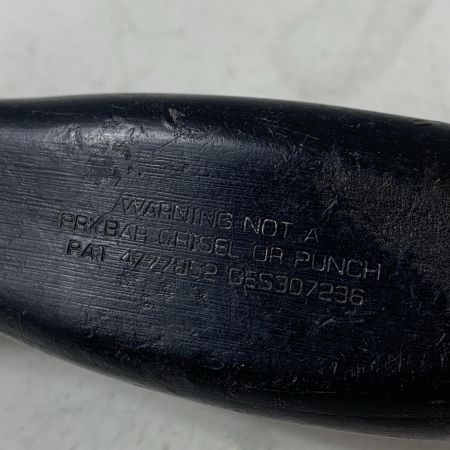 WARNING NOT A
PRYBAR CHISEL OR PUNCH
PAT 4777852 DES307236